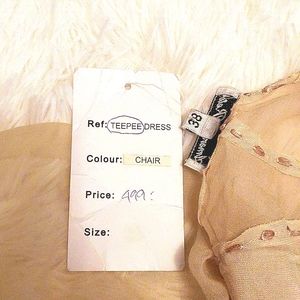 Ref: TEEPEE DRESS
Colour: CHAIR
Price: 499:
Size:
38